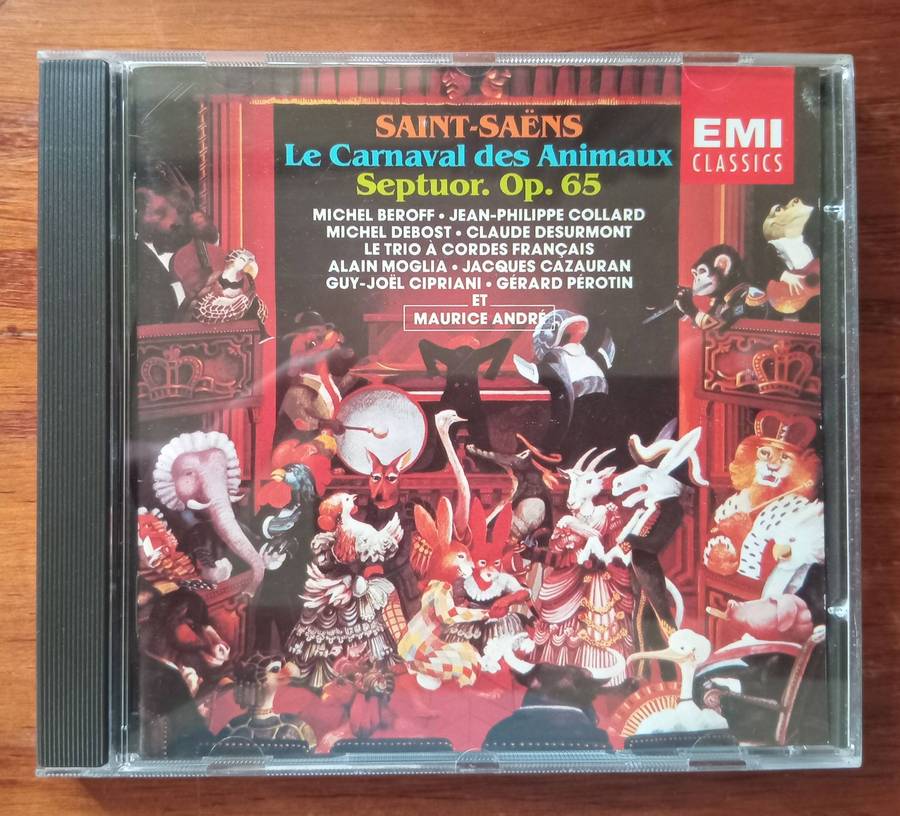 SAINT-SAËNS
Le Carnaval des Animaux
Septuor. Op. 65
MICHEL BEROFF • JEAN-PHILIPPE COLLARD
MICHEL DEBOST • CLAUDE DESURMONT
LE TRIO À CORDES FRANÇAIS
ALAIN MOGLIA • JACQUES CAZAURAN
GUY-JOËL CIPRIANI • GÉRARD PÉROTIN
ET
MAURICE ANDRÉ
EMI
CLASSICS